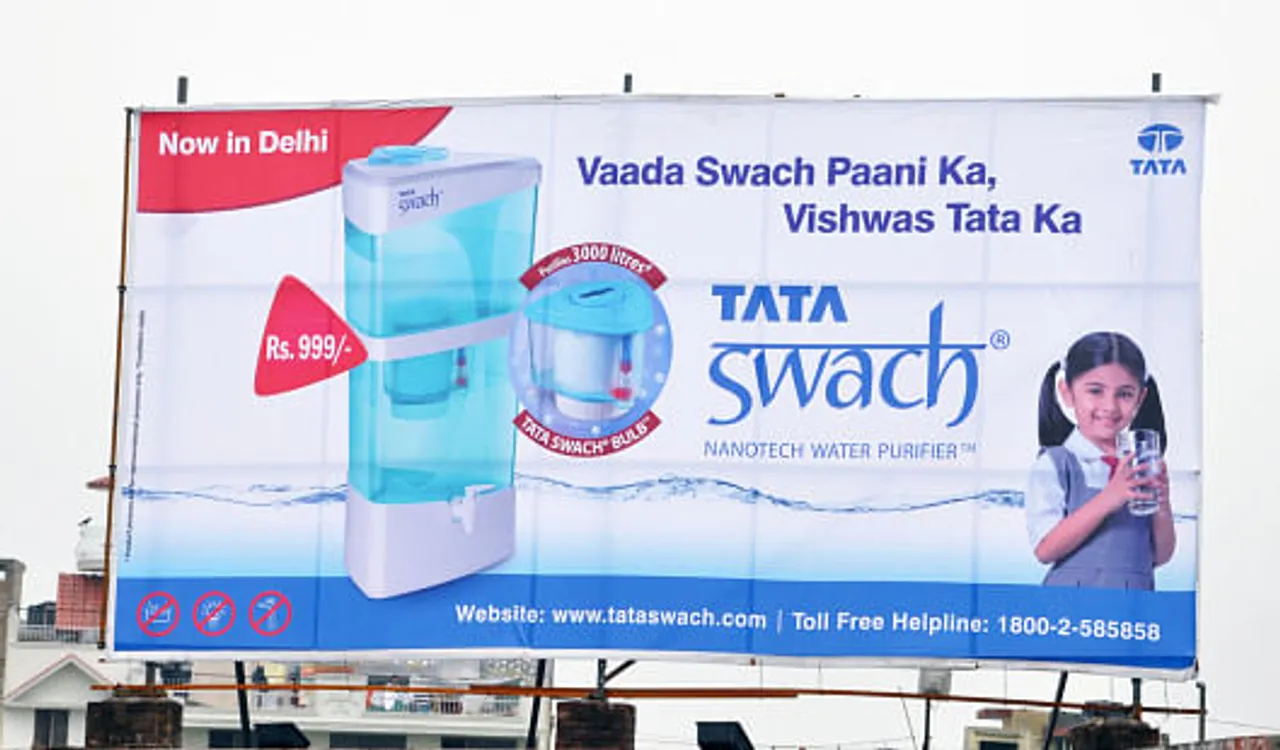 Now in Delhi
Vaada Swach Paani Ka,
Vishwas Tata Ka
TATA
TATA
swach
Purifies 3000 litres*
Rs. 999/-
TATA SWACH® BULB™
TATA
swach®
NANOTECH WATER PURIFIER™
Website: www.tataswach.com | Toll Free Helpline: 1800-2-585858